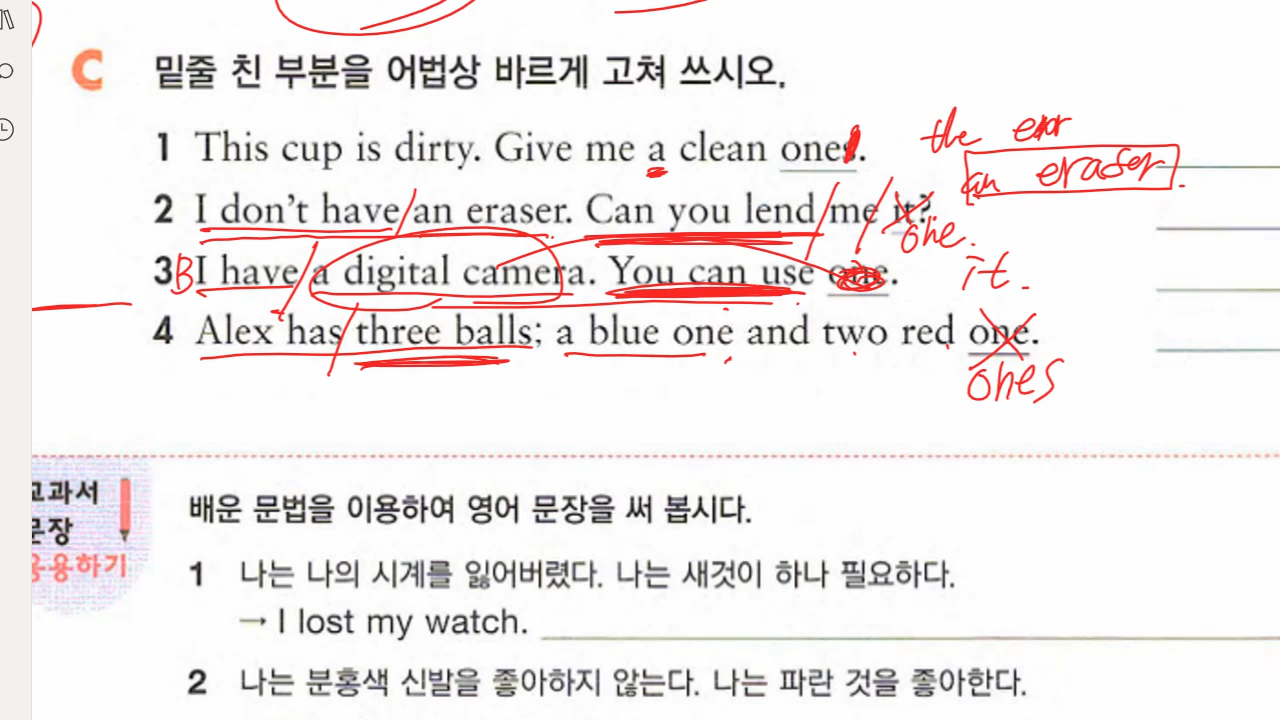 C 밑줄 친 부분을 어법상 바르게 고쳐 쓰시오.
1 This cup is dirty. Give me a clean ones.
the
an eraser.
2 I don't have an eraser. Can you lend me it?
one.
3 B I have a digital camera. You can use one.
it.
4 Alex has three balls; a blue one and two red one.
ones
교과서
문장
응용하기
배운 문법을 이용하여 영어 문장을 써 봅시다.
1 나는 나의 시계를 잃어버렸다. 나는 새것이 하나 필요하다.
→ I lost my watch.
2 나는 분홍색 신발을 좋아하지 않는다. 나는 파란 것을 좋아한다.